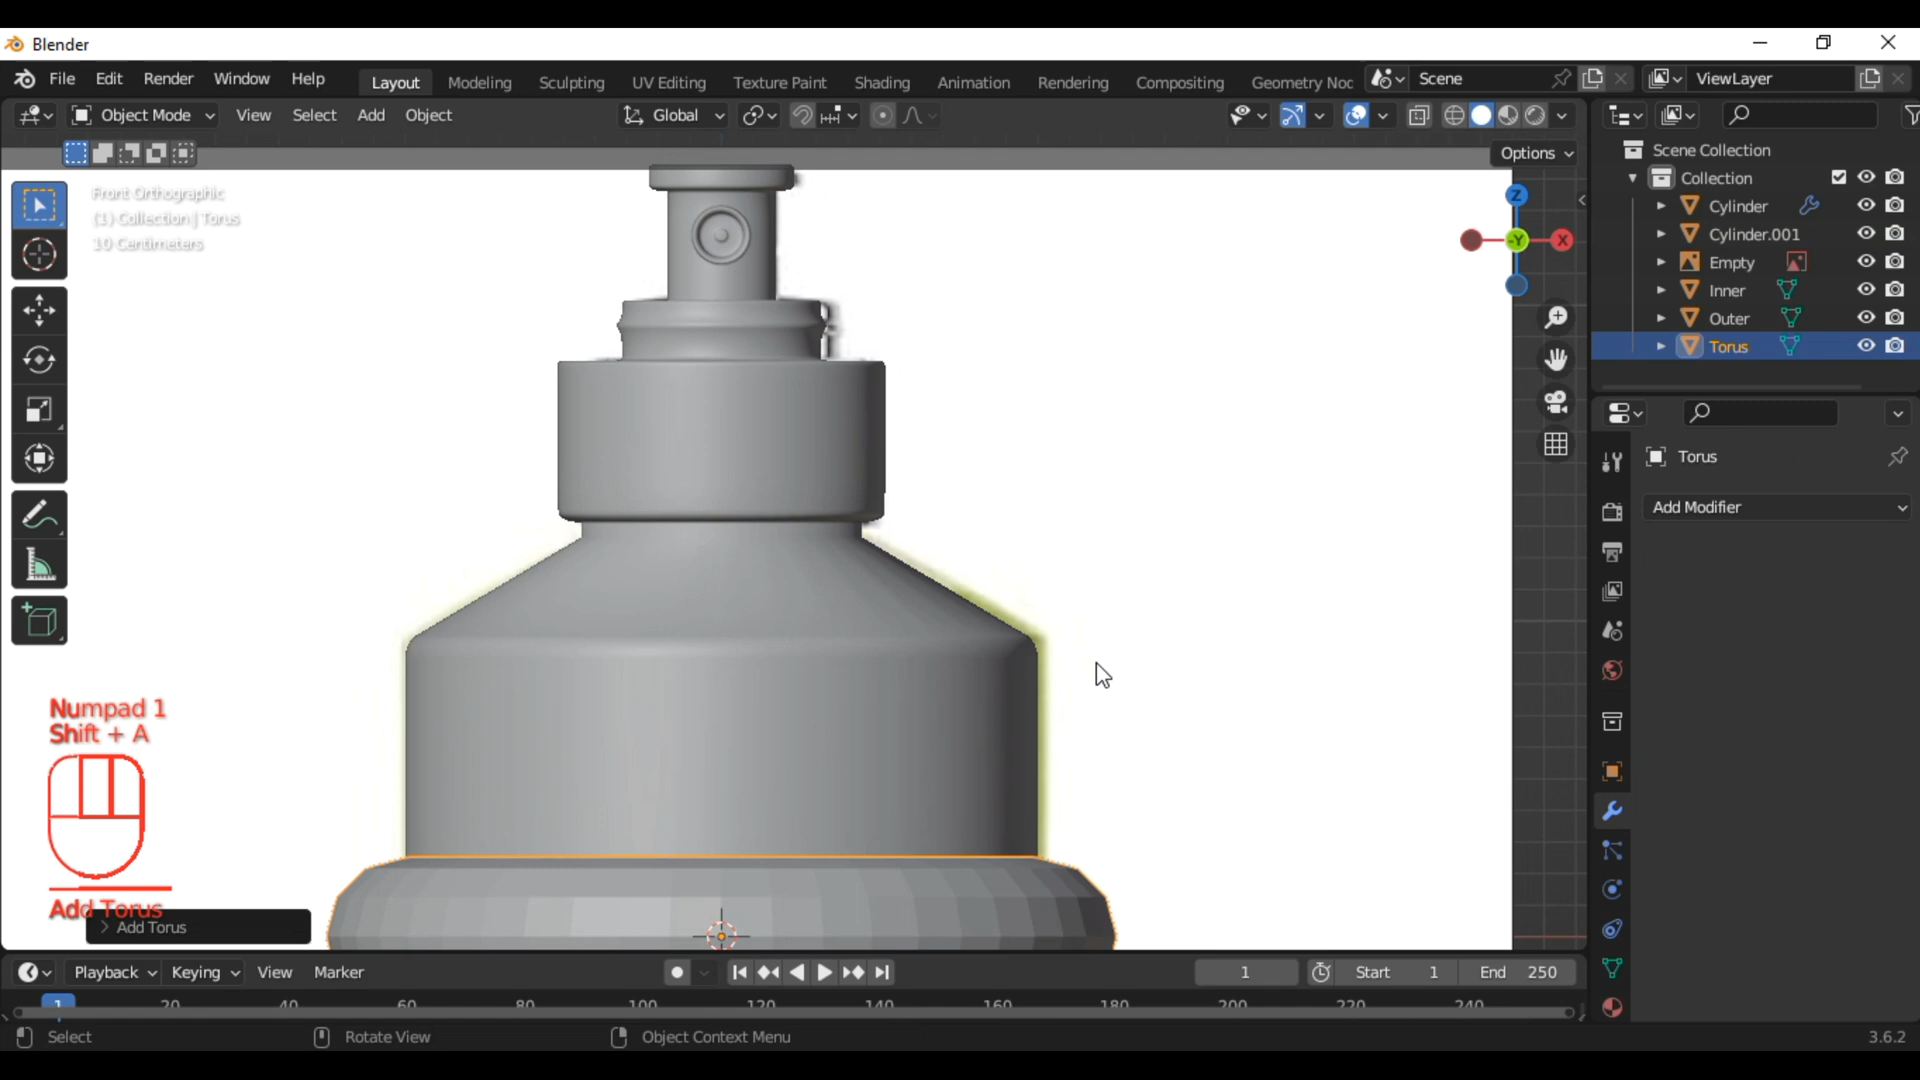 Blender
File Edit Render Window Help Layout Modeling Sculpting UV Editing Texture Paint Shading Animation Rendering Compositing Geometry Noc Scene ViewLayer
Object Mode View Select Add Object Global
Options
Front Orthographic
(1) Collection | Torus
10 Centimeters
Z
-Y
X
Scene Collection
Collection
Cylinder
Cylinder.001
Empty
Inner
Outer
Torus
Torus
Add Modifier
Numpad 1
Shift + A
Add Torus
Add Torus
Playback Keying View Marker 1 Start 1 End 250
1 20 40 60 80 100 120 140 160 180 200 220 240
Select Rotate View Object Context Menu 3.6.2